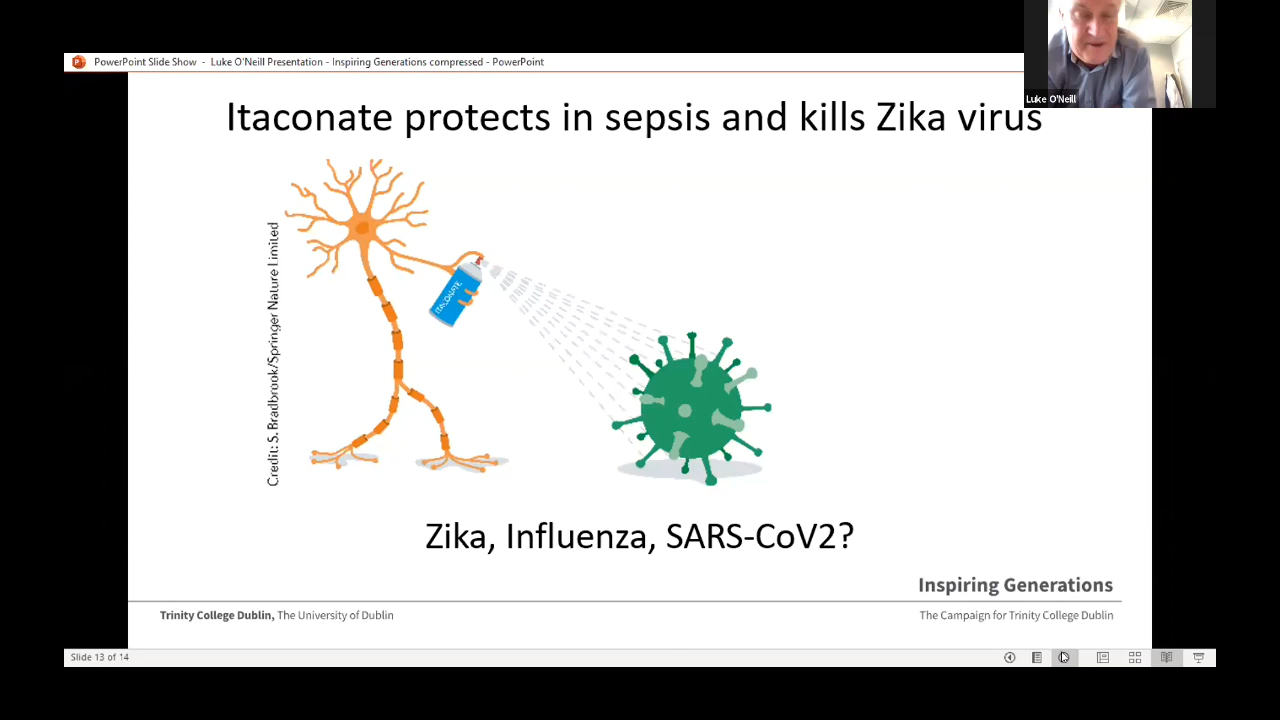 PowerPoint Slide Show - Luke O'Neill Presentation - Inspiring Generations compressed - PowerPoint
Luke O'Neill
Itaconate protects in sepsis and kills Zika virus
Credit: S. Bradbrook/Springer Nature Limited
ITACONATE
Zika, Influenza, SARS-CoV2?
Inspiring Generations
Trinity College Dublin, The University of Dublin
The Campaign for Trinity College Dublin
Slide 13 of 14